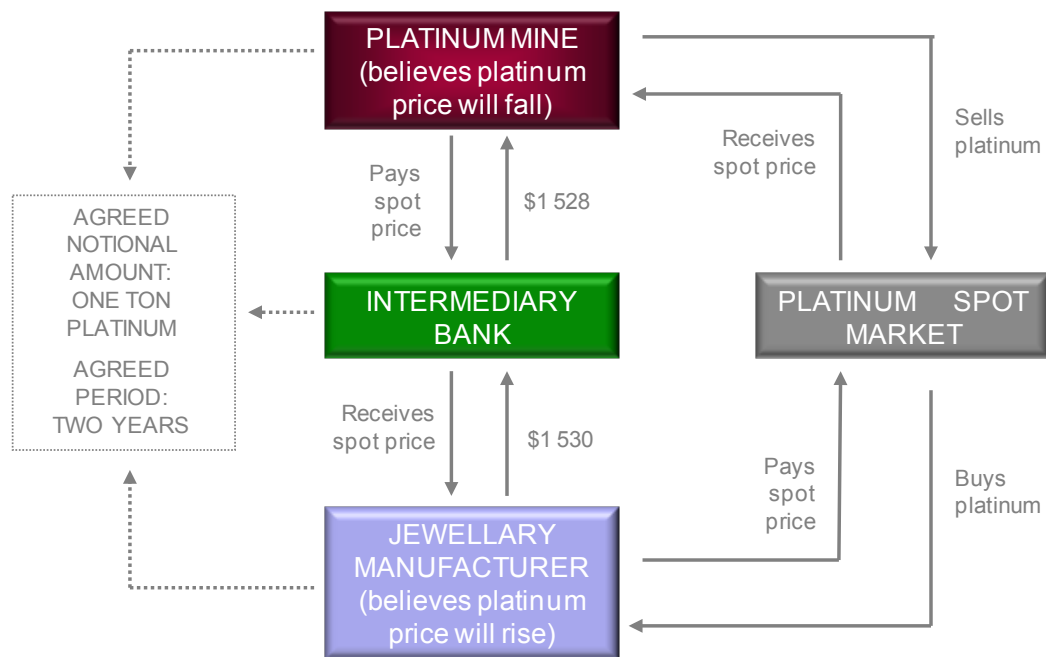 PLATINUM MINE
(believes platinum
price will fall)
Sells
platinum
Receives
spot price
Pays
spot
price
$1 528
AGREED
NOTIONAL
AMOUNT:
ONE TON
PLATINUM
AGREED
PERIOD:
TWO YEARS
INTERMEDIARY
BANK
PLATINUM SPOT
MARKET
Receives
spot price
$1 530
Pays
spot
price
Buys
platinum
JEWELLARY
MANUFACTURER
(believes platinum
price will rise)